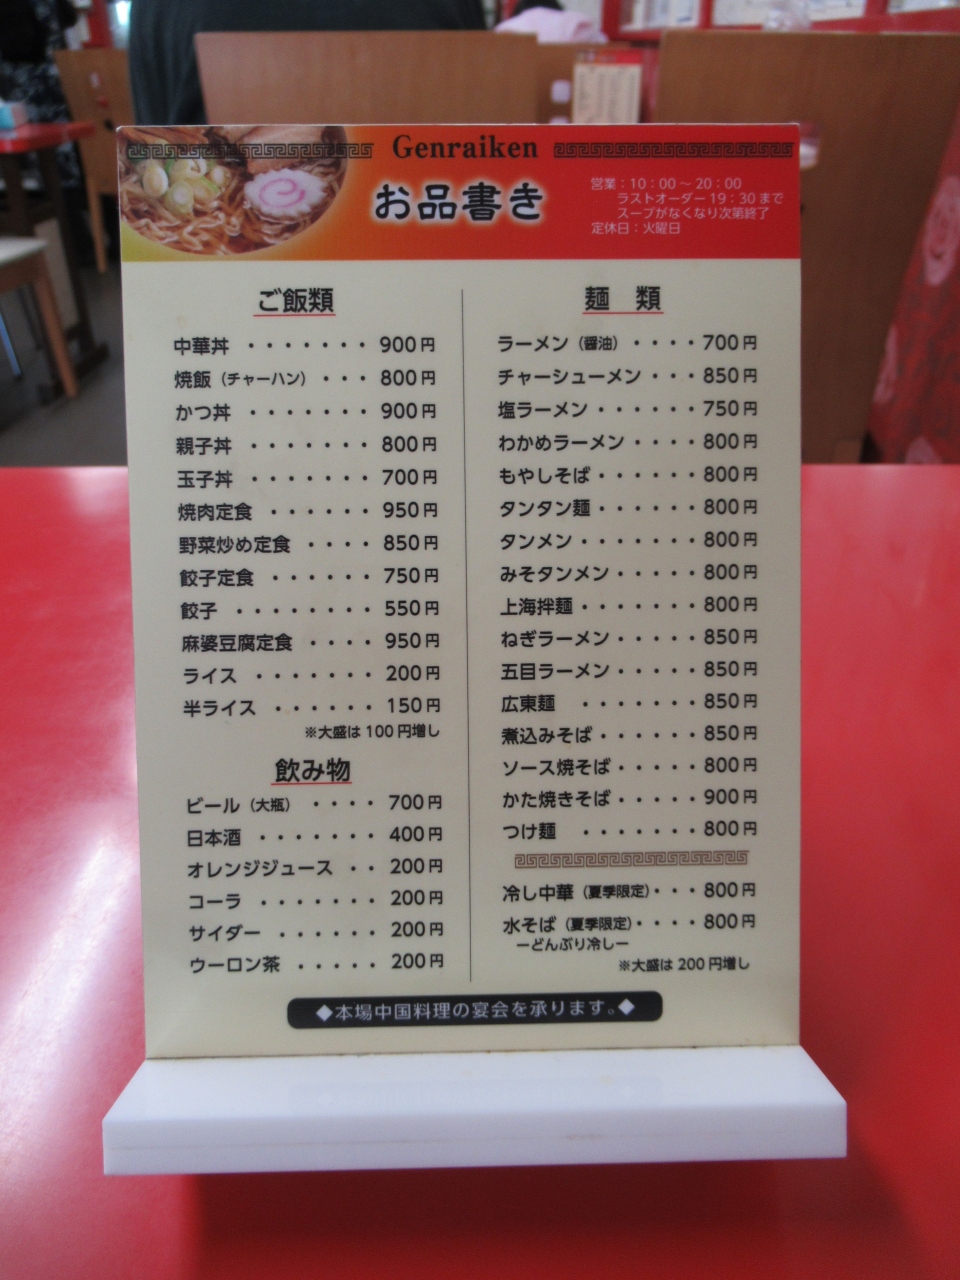 Genraiken
お品書き
営業：10：00～20：00
ラストオーダー19：30まで
スープがなくなり次第終了
定休日：火曜日
ご飯類
中華丼 ・・・・・・・ 900円
焼飯（チャーハン） ・・・ 800円
かつ丼 ・・・・・・・ 900円
親子丼 ・・・・・・・ 800円
玉子丼 ・・・・・・・ 700円
焼肉定食 ・・・・・・ 950円
野菜炒め定食 ・・・・ 850円
餃子定食 ・・・・・・ 750円
餃子 ・・・・・・・・ 550円
麻婆豆腐定食 ・・・・ 950円
ライス ・・・・・・・ 200円
半ライス ・・・・・・ 150円
※大盛は100円増し
飲み物
ビール（大瓶） ・・・・ 700円
日本酒 ・・・・・・・ 400円
オレンジジュース ・・ 200円
コーラ ・・・・・・・ 200円
サイダー ・・・・・・ 200円
ウーロン茶 ・・・・・ 200円
麺　類
ラーメン（醤油）・・・・700円
チャーシューメン・・・850円
塩ラーメン・・・・・・750円
わかめラーメン・・・・800円
もやしそば・・・・・・800円
タンタン麺・・・・・・800円
タンメン・・・・・・・800円
みそタンメン・・・・・800円
上海拌麺・・・・・・・800円
ねぎラーメン・・・・・850円
五目ラーメン・・・・・850円
広東麺 ・・・・・・・850円
煮込みそば・・・・・・850円
ソース焼そば・・・・・800円
かた焼きそば・・・・・900円
つけ麺 ・・・・・・・800円
冷し中華（夏季限定）・・・800円
水そば（夏季限定）・・・・800円
ーどんぶり冷しー
※大盛は200円増し
◆本場中国料理の宴会を承ります。◆